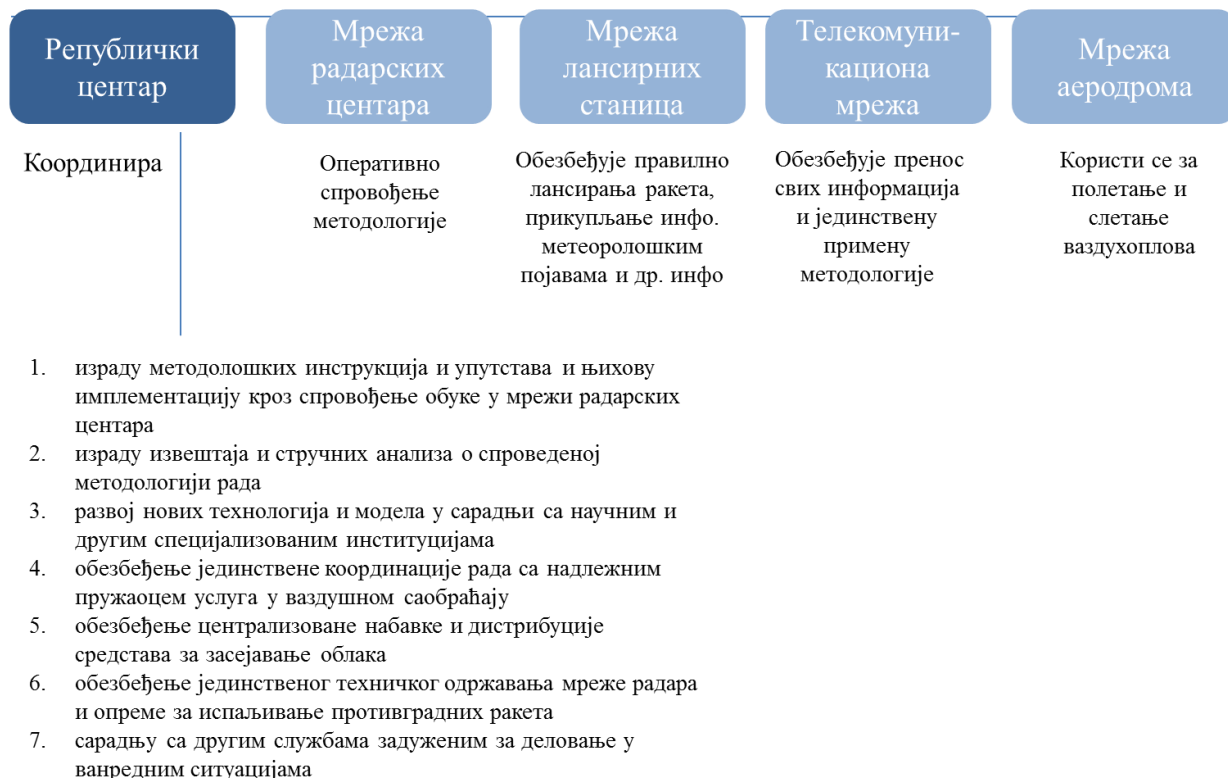 Републички
центар
Мрежа
радарских
центара
Мрежа
лансирних
станица
Телекомуни-
кациона
мрежа
Мрежа
аеродрома
Координира
Оперативно
спровођење
методологије
Обезбеђује правилно
лансирања ракета,
прикупљање инфо.
метеоролошким
појавама и др. инфо
Обезбеђује пренос
свих информација
и јединствену
примену
методологије
Користи се за
полетање и
слетање
ваздухоплова
1. израду методолошких инструкција и упутстава и њихову
имплементацију кроз спровођење обуке у мрежи радарских
центара
2. израду извештаја и стручних анализа о спроведеној
методологији рада
3. развој нових технологија и модела у сарадњи са научним и
другим специјализованим институцијама
4. обезбеђење јединствене координације рада са надлежним
пружаоцем услуга у ваздушном саобраћају
5. обезбеђење централизоване набавке и дистрибуције
средстава за засејавање облака
6. обезбеђење јединственог техничког одржавања мреже радара
и опреме за испаљивање противградних ракета
7. сарадњу са другим службама задуженим за деловање у
ванредним ситуацијама